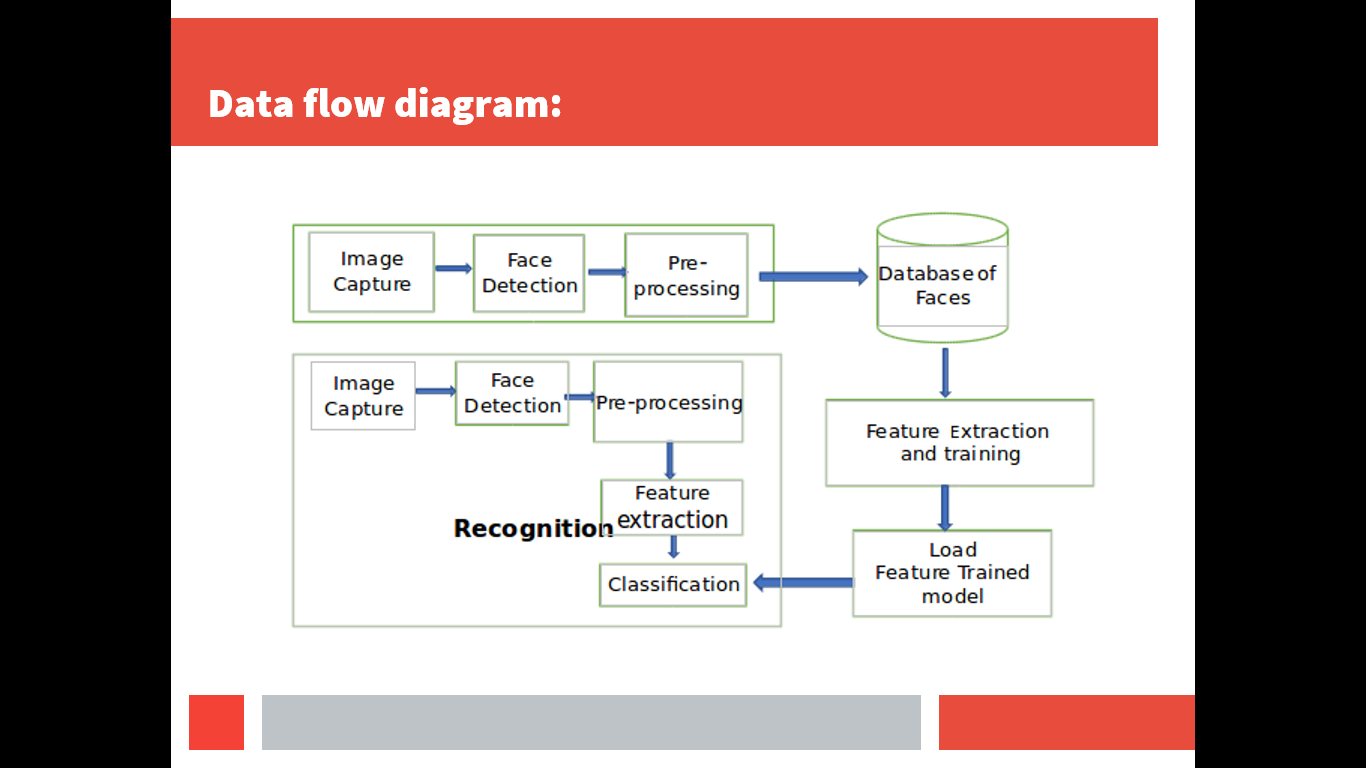 Data flow diagram:
Image
Capture
Face
Detection
Pre-
processing
Database of
Faces
Image
Capture
Face
Detection
Pre-processing
Feature
extraction
Recognition
Classification
Feature Extraction
and training
Load
Feature Trained
model